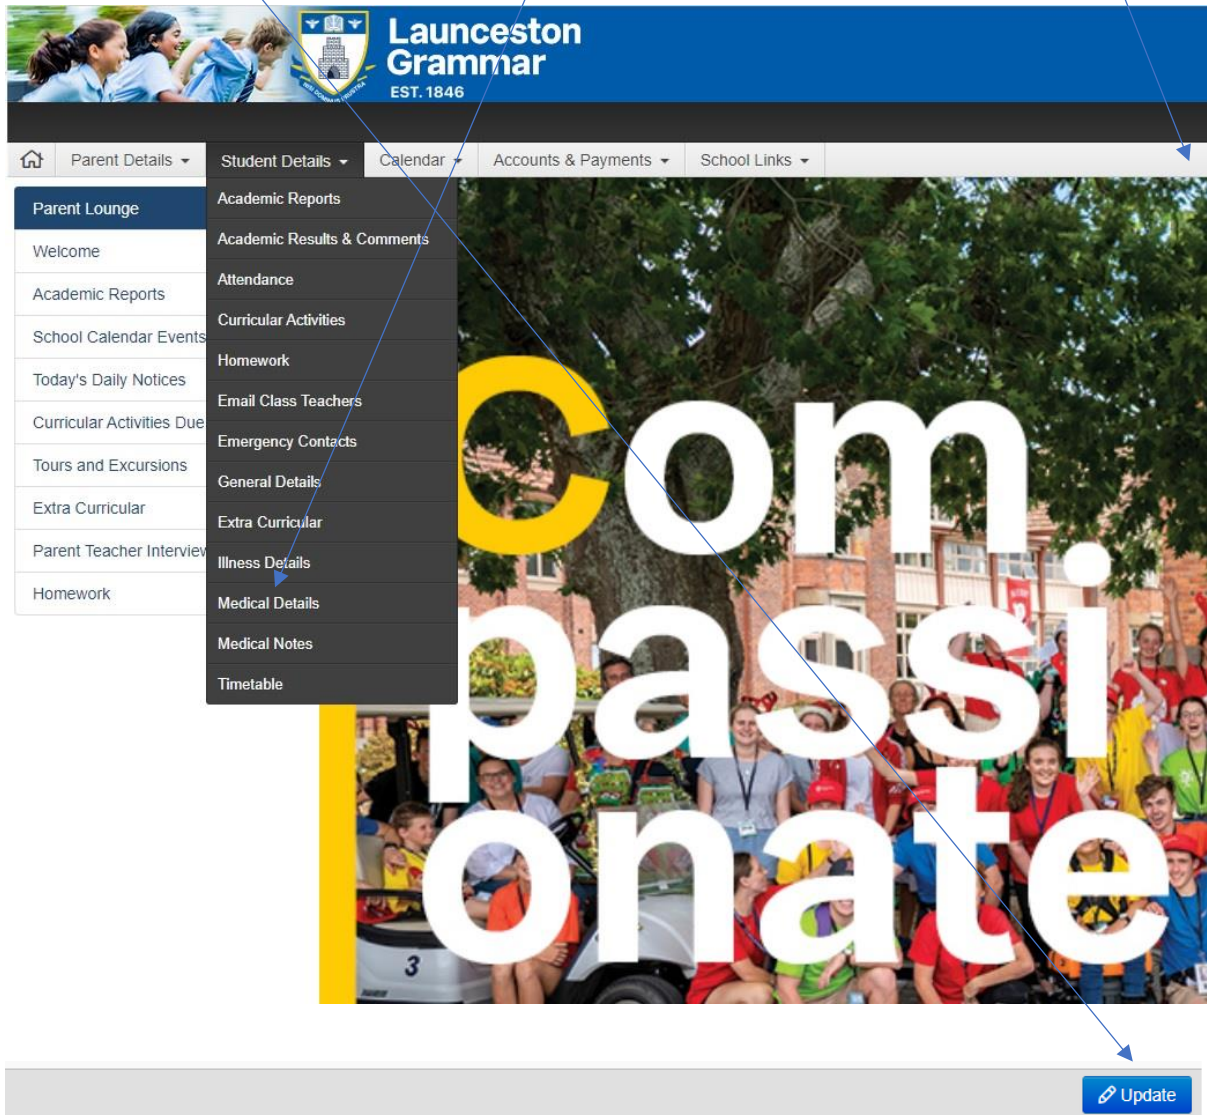 Launceston
Grammar
EST. 1846
Parent Details
Student Details
Calendar
Accounts & Payments
School Links
Parent Lounge
Welcome
Academic Reports
School Calendar Events
Today's Daily Notices
Curricular Activities Due
Tours and Excursions
Extra Curricular
Parent Teacher Interview
Homework
Academic Reports
Academic Results & Comments
Attendance
Curricular Activities
Homework
Email Class Teachers
Emergency Contacts
General Details
Extra Curricular
Illness Details
Medical Details
Medical Notes
Timetable
Com
passi
onate
3
Update